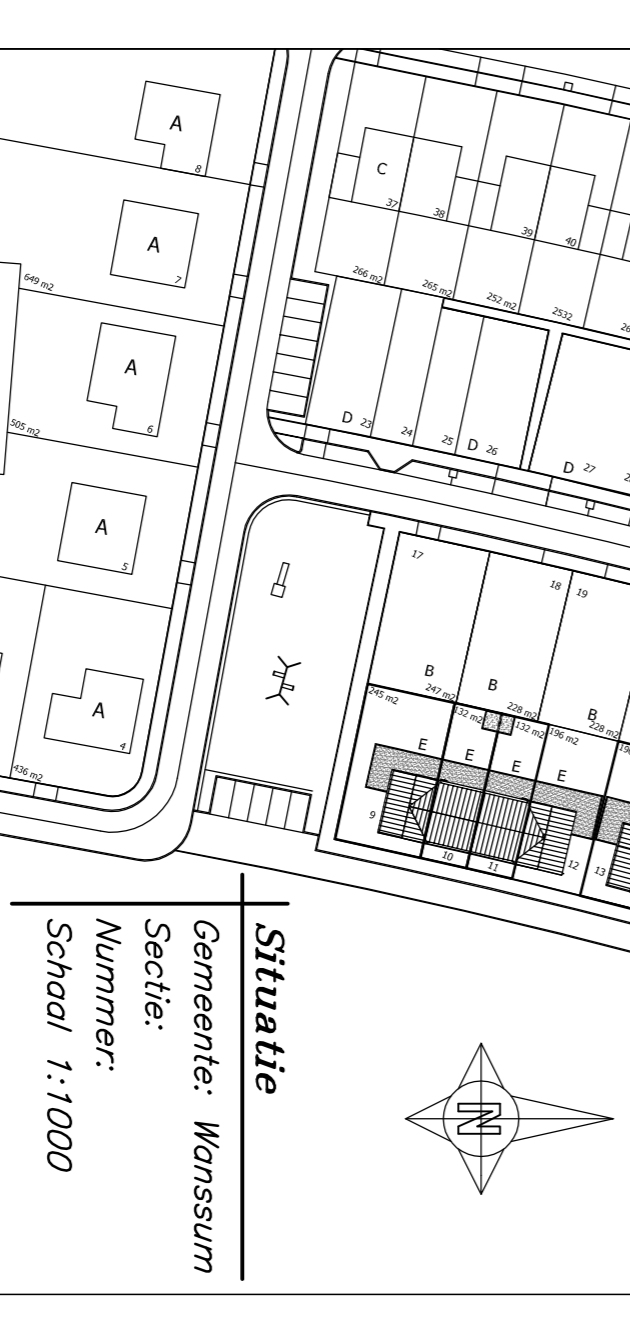 A
8
A
7
649 m2
A
6
505 m2
A
5
A
4
436 m2
C
37
38
39
40
266 m2
265 m2
252 m2
2532
D 23
24
25
D 26
D 27
17
18
19
B
B
B
245 m2
247 m2
132 m2
228 m2
132 m2
196 m2
228 m2
E
E
E
E
9
10
11
12
13
Situatie
Gemeente: Wanssum
Sectie:
Nummer:
Schaal 1:1000
N